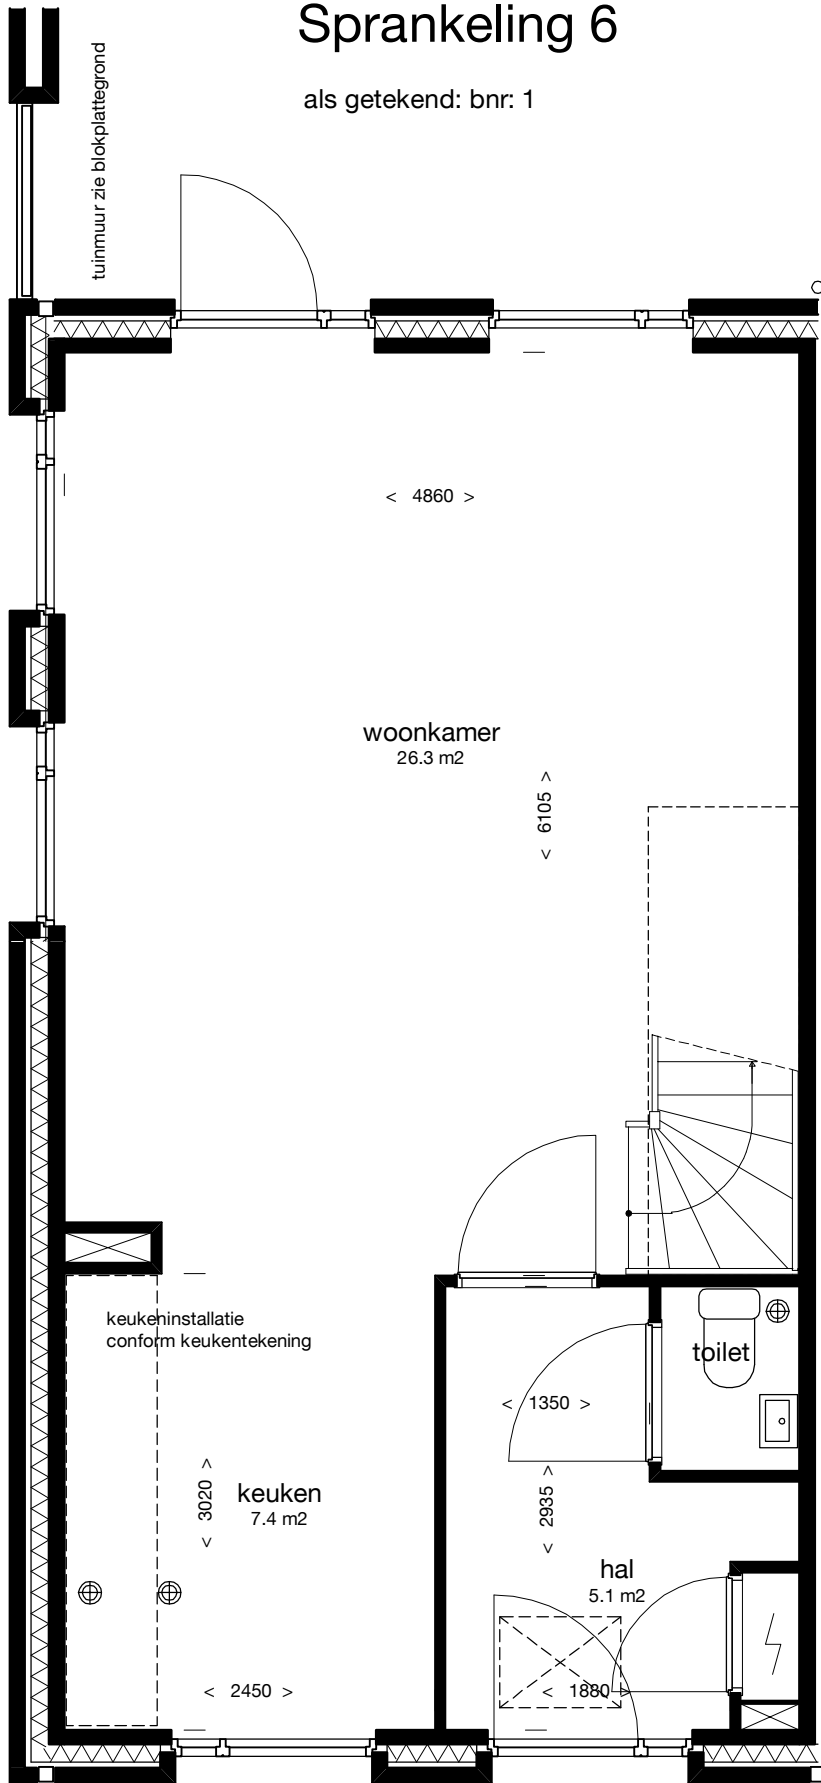 Sprankeling 6
als getekend: bnr: 1
tuinmuur zie blokplattegrond
< 4860 >
woonkamer
26.3 m2
< 6105 >
keukeninstallatie
conform keukentekening
toilet
< 1350 >
< 3020 >
keuken
7.4 m2
< 2935 >
hal
5.1 m2
< 2450 >
< 1880 >